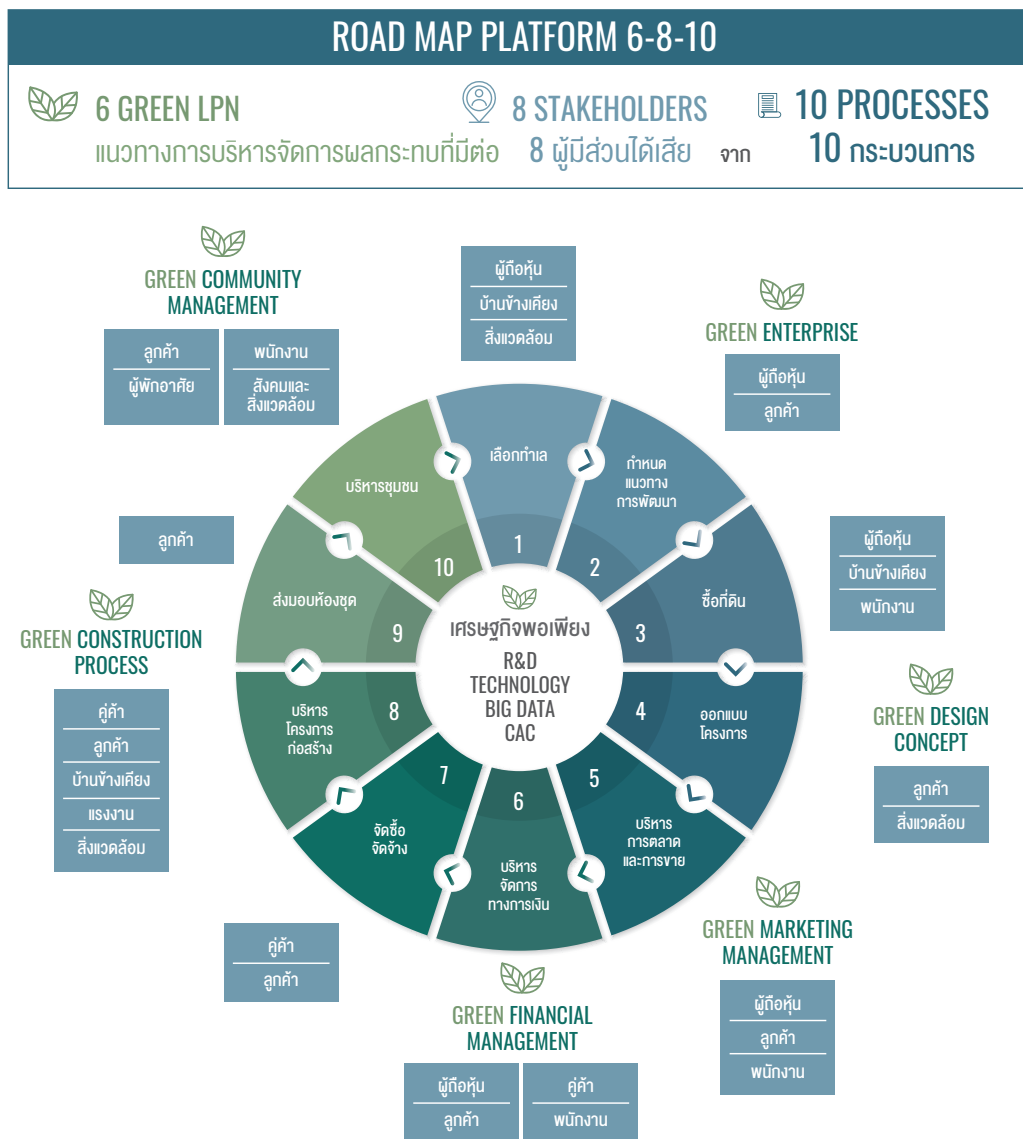 ROAD MAP PLATFORM 6-8-10
6 GREEN LPN
แนวทางการบริหารจัดการผลกระทบที่มีต่อ
8 STAKEHOLDERS
8 ผู้มีส่วนได้เสีย
จาก
10 PROCESSES
10 กระบวนการ
GREEN COMMUNITY
MANAGEMENT
ลูกค้า
ผู้พักอาศัย
พนักงาน
สังคมและ
สิ่งแวดล้อม
ผู้ถือหุ้น
บ้านข้างเคียง
สิ่งแวดล้อม
GREEN ENTERPRISE
ผู้ถือหุ้น
ลูกค้า
เลือกทำเล
1
กำหนด
แนวทาง
การพัฒนา
2
ผู้ถือหุ้น
บ้านข้างเคียง
พนักงาน
ซื้อที่ดิน
3
GREEN DESIGN
CONCEPT
ลูกค้า
สิ่งแวดล้อม
ออกแบบ
โครงการ
4
GREEN MARKETING
MANAGEMENT
ผู้ถือหุ้น
ลูกค้า
พนักงาน
บริหาร
การตลาด
และการขาย
5
GREEN FINANCIAL
MANAGEMENT
ผู้ถือหุ้น
ลูกค้า
คู่ค้า
พนักงาน
6
บริหาร
จัดการ
ทางการเงิน
คู่ค้า
ลูกค้า
7
จัดซื้อ
จัดจ้าง
GREEN CONSTRUCTION
PROCESS
คู่ค้า
ลูกค้า
บ้านข้างเคียง
แรงงาน
สิ่งแวดล้อม
8
บริหาร
โครงการ
ก่อสร้าง
ลูกค้า
ส่งมอบห้องชุด
9
บริหารชุมชน
10
เศรษฐกิจพอเพียง
R&D
TECHNOLOGY
BIG DATA
CAC